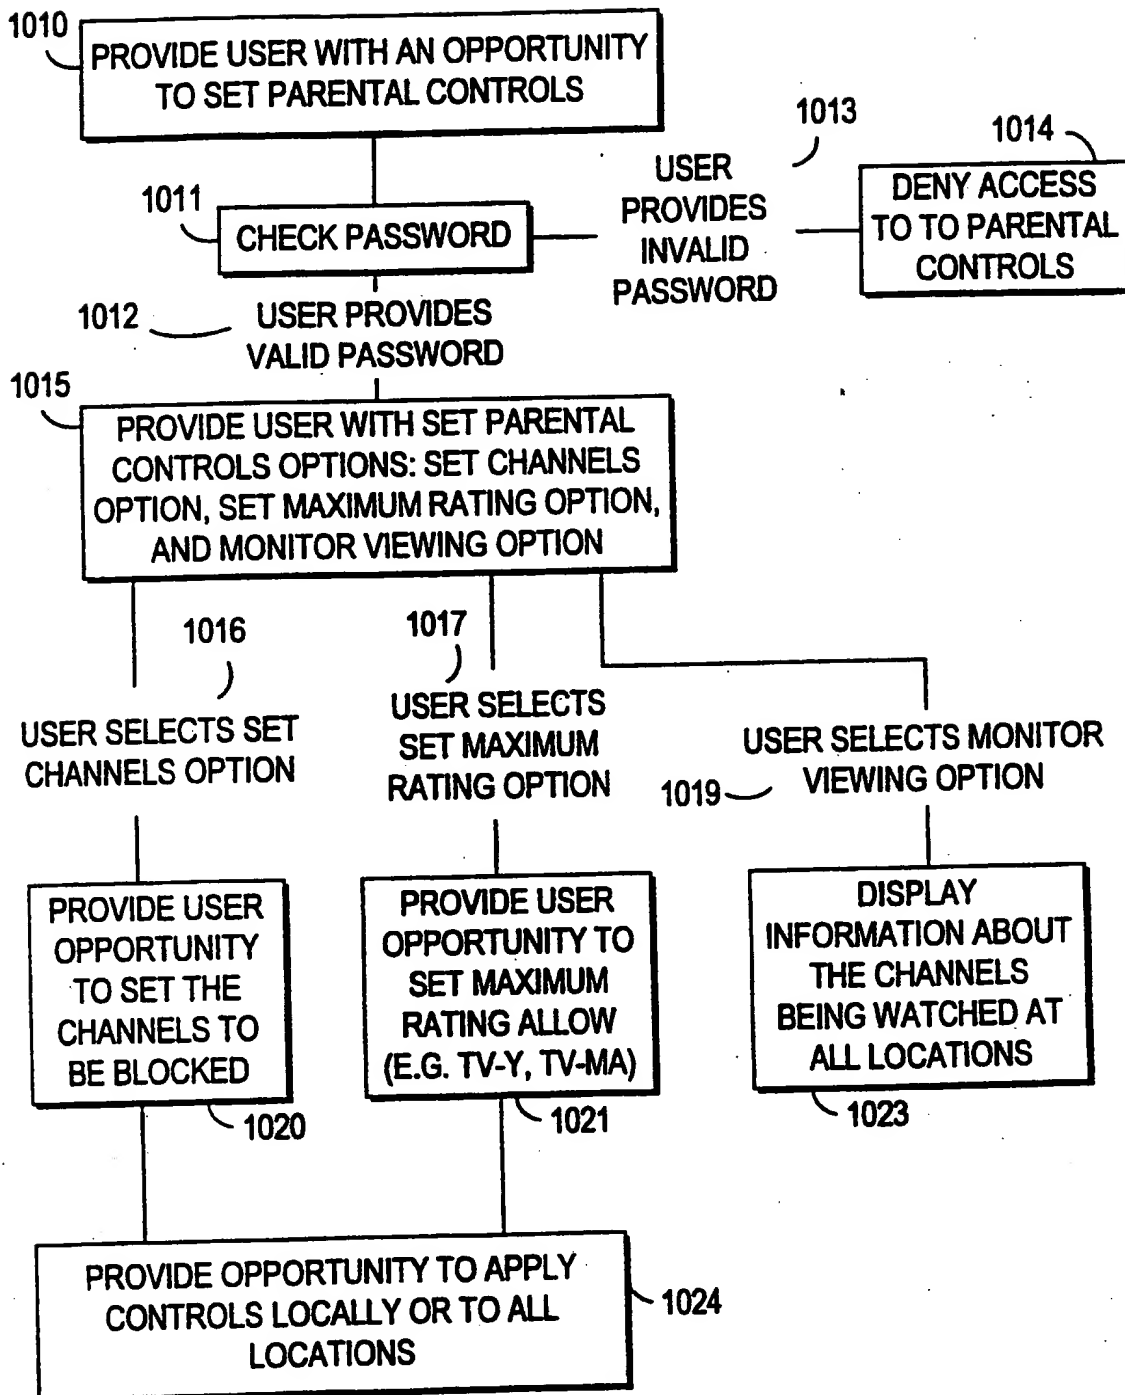 1010
PROVIDE USER WITH AN OPPORTUNITY
TO SET PARENTAL CONTROLS
1011
CHECK PASSWORD
1013
USER
PROVIDES
INVALID
PASSWORD
1014
DENY ACCESS
TO TO PARENTAL
CONTROLS
1012
USER PROVIDES
VALID PASSWORD
1015
PROVIDE USER WITH SET PARENTAL
CONTROLS OPTIONS: SET CHANNELS
OPTION, SET MAXIMUM RATING OPTION,
AND MONITOR VIEWING OPTION
1016
USER SELECTS SET
CHANNELS OPTION
1017
USER SELECTS
SET MAXIMUM
RATING OPTION
USER SELECTS MONITOR
VIEWING OPTION
1019
PROVIDE USER
OPPORTUNITY
TO SET THE
CHANNELS TO
BE BLOCKED
1020
PROVIDE USER
OPPORTUNITY TO
SET MAXIMUM
RATING ALLOW
(E.G. TV-Y, TV-MA)
1021
DISPLAY
INFORMATION ABOUT
THE CHANNELS
BEING WATCHED AT
ALL LOCATIONS
1023
PROVIDE OPPORTUNITY TO APPLY
CONTROLS LOCALLY OR TO ALL
LOCATIONS
1024